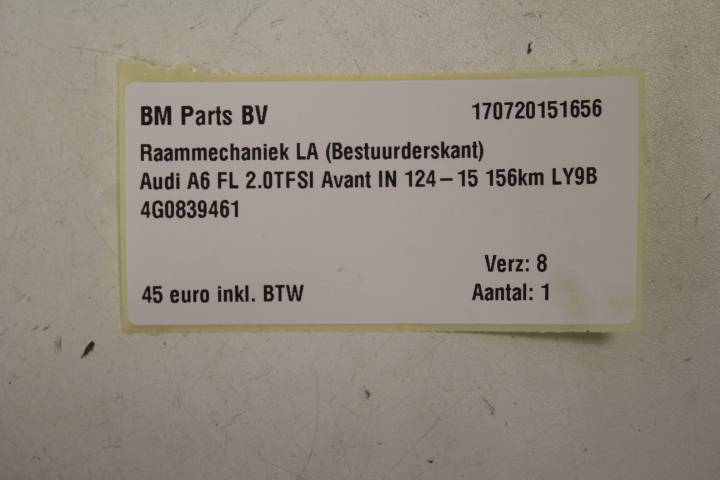 BM Parts BV 170720151656
Raammechaniek LA (Bestuurderskant)
Audi A6 FL 2.0TFSI Avant IN 124-15 156km LY9B
4G0839461
Verz: 8
45 euro inkl. BTW Aantal: 1